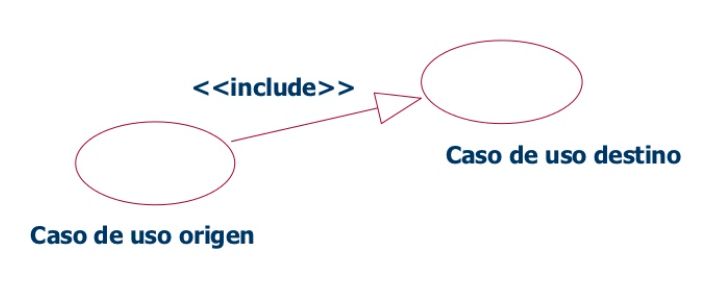 <<include>>
Caso de uso destino
Caso de uso origen